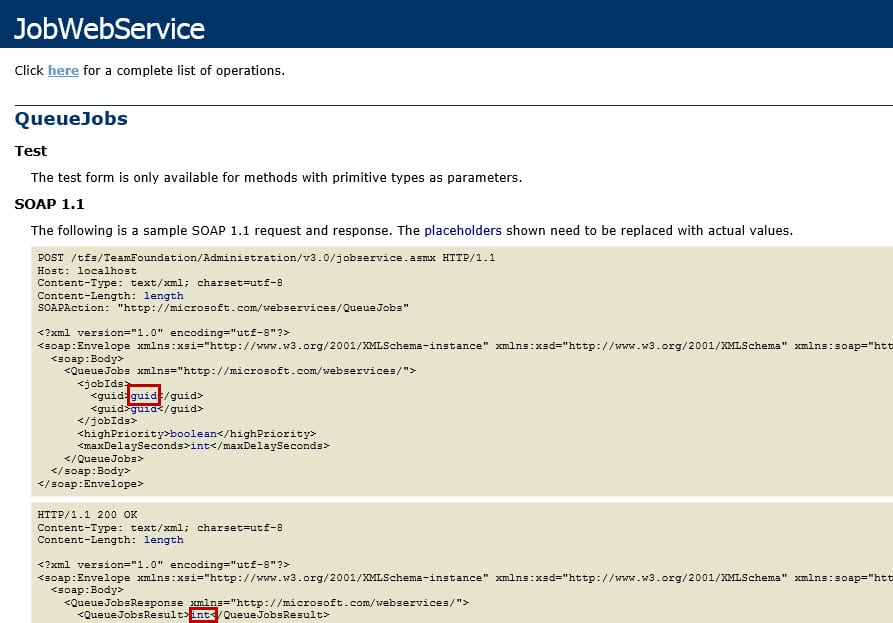 JobWebService
Click here for a complete list of operations.
QueueJobs
Test
The test form is only available for methods with primitive types as parameters.
SOAP 1.1
The following is a sample SOAP 1.1 request and response. The placeholders shown need to be replaced with actual values.
POST /tfs/TeamFoundation/Administration/v3.0/jobservice.asmx HTTP/1.1
Host: localhost
Content-Type: text/xml; charset=utf-8
Content-Length: length
SOAPAction: "http://microsoft.com/webservices/QueueJobs"
<?xml version="1.0" encoding="utf-8"?>
<soap:Envelope xmlns:xsi="http://www.w3.org/2001/XMLSchema-instance" xmlns:xsd="http://www.w3.org/2001/XMLSchema" xmlns:soap="htt
<soap:Body>
<QueueJobs xmlns="http://microsoft.com/webservices/">
<jobIds>
<guid>guid</guid>
<guid>guid</guid>
</jobIds>
<highPriority>boolean</highPriority>
<maxDelaySeconds>int</maxDelaySeconds>
</QueueJobs>
</soap:Body>
</soap:Envelope>
HTTP/1.1 200 OK
Content-Type: text/xml; charset=utf-8
Content-Length: length
<?xml version="1.0" encoding="utf-8"?>
<soap:Envelope xmlns:xsi="http://www.w3.org/2001/XMLSchema-instance" xmlns:xsd="http://www.w3.org/2001/XMLSchema" xmlns:soap="htt
<soap:Body>
<QueueJobsResponse xmlns="http://microsoft.com/webservices/">
<QueueJobsResult>int</QueueJobsResult>